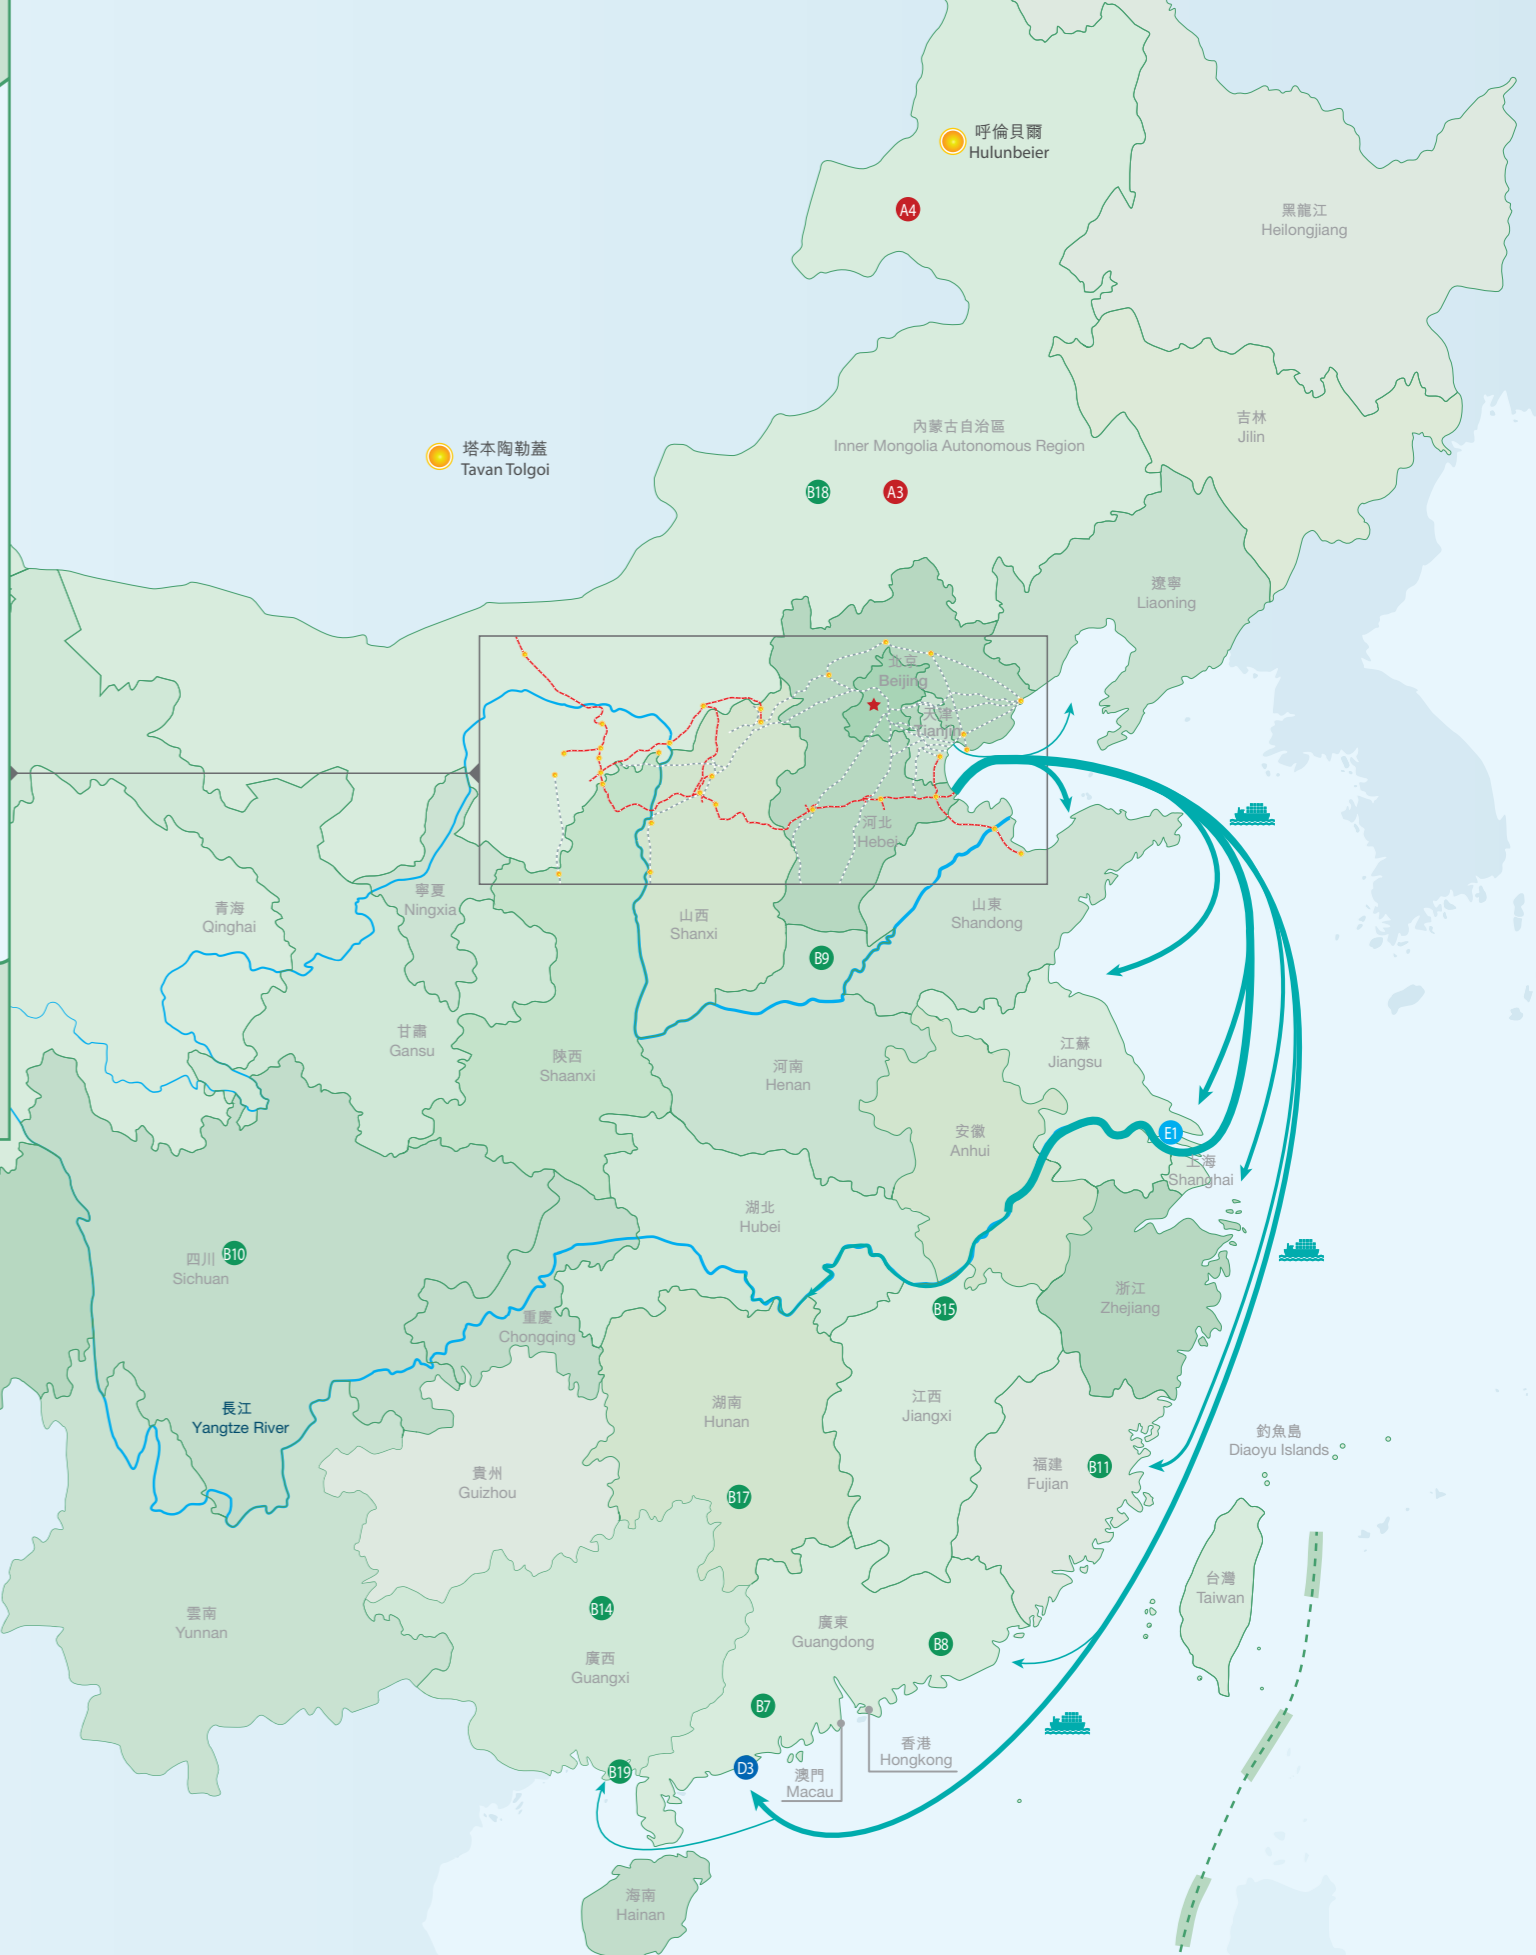 呼倫貝爾
Hulunbeier
A4
黑龍江
Heilongjiang
吉林
Jilin
內蒙古自治區
Inner Mongolia Autonomous Region
塔本陶勒蓋
Tavan Tolgoi
B18
A3
遼寧
Liaoning
北京
Beijing
天津
Tianjin
河北
Hebei
寧夏
Ningxia
青海
Qinghai
山西
Shanxi
山東
Shandong
B9
甘肅
Gansu
陝西
Shaanxi
河南
Henan
江蘇
Jiangsu
安徽
Anhui
E1
上海
Shanghai
湖北
Hubei
四川
Sichuan
B10
重慶
Chongqing
浙江
Zhejiang
B15
長江
Yangtze River
湖南
Hunan
江西
Jiangxi
釣魚島
Diaoyu Islands
貴州
Guizhou
福建
Fujian
B11
B17
台灣
Taiwan
雲南
Yunnan
B14
廣西
Guangxi
廣東
Guangdong
B8
B7
香港
Hongkong
B19
D3
澳門
Macau
海南
Hainan